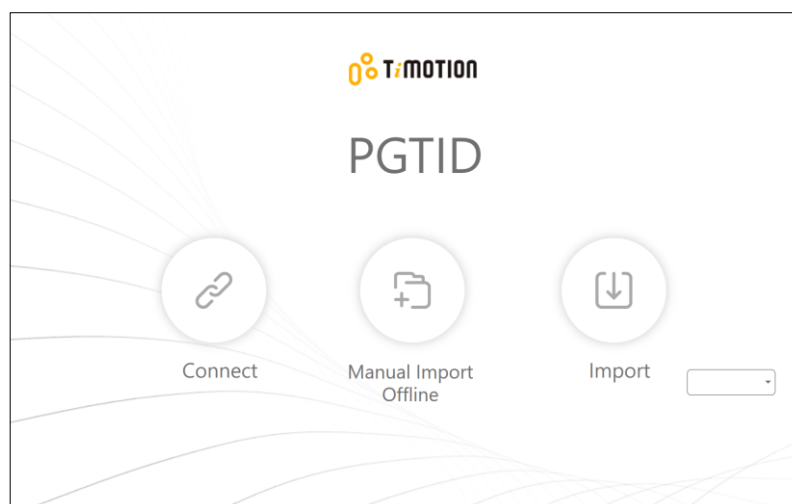 TiMOTION
PGTID
Connect
Manual Import
Offline
Import